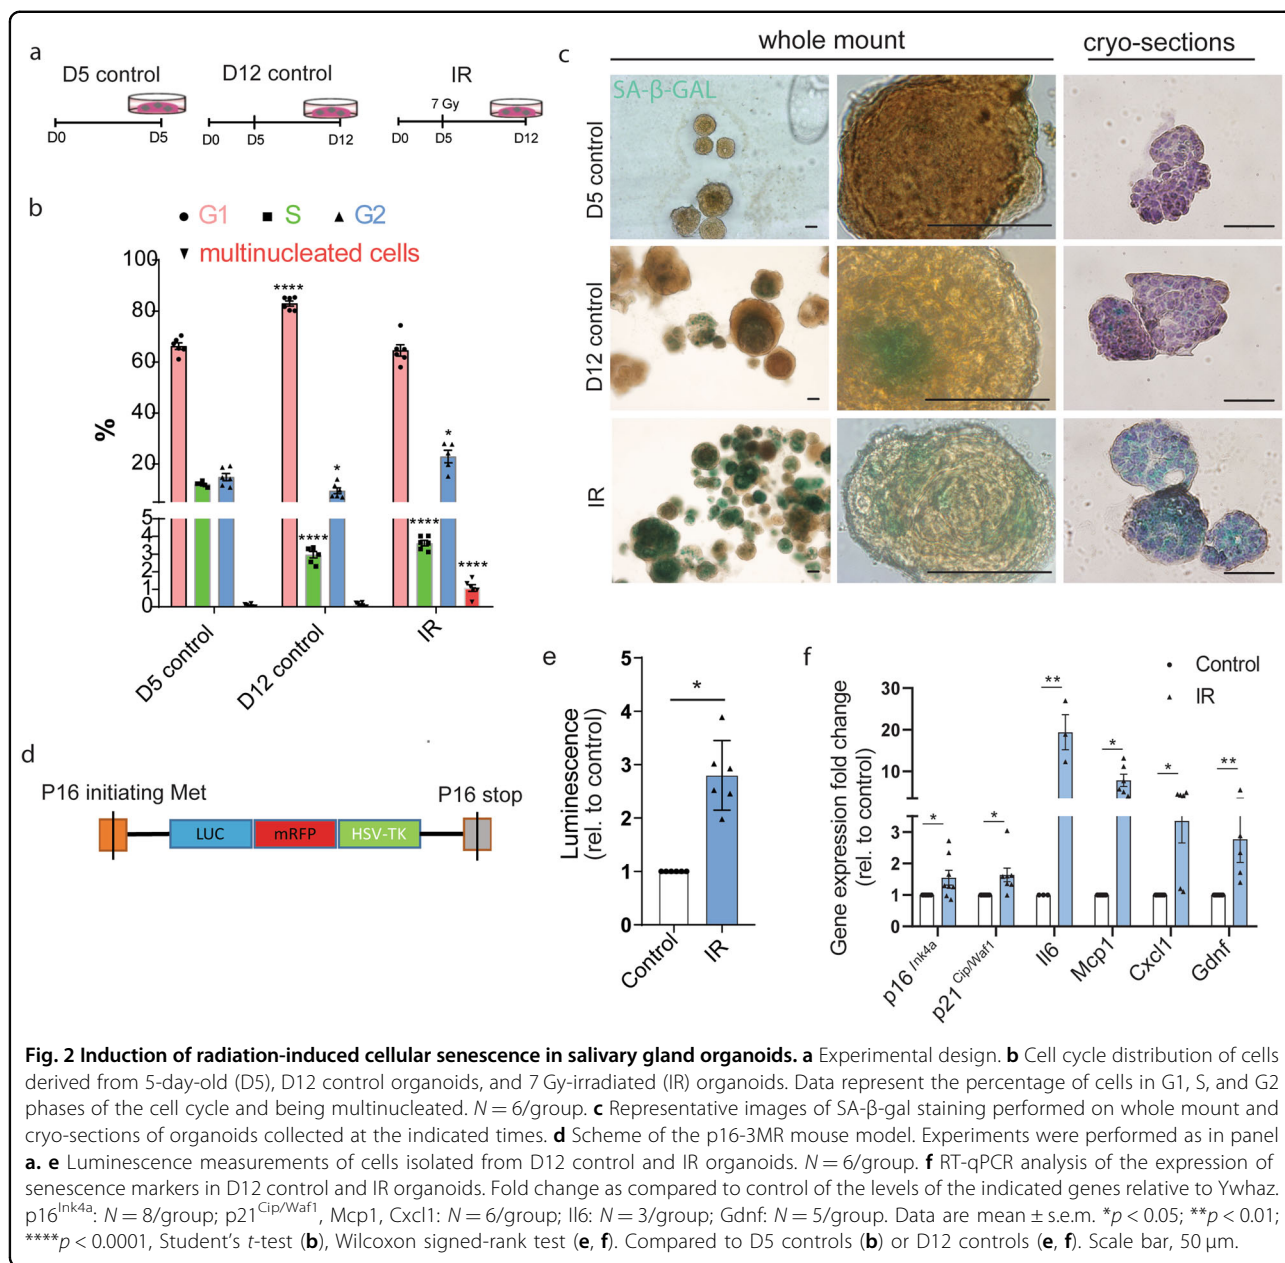 a
D5 control
D12 control
IR
7 Gy
D0
D5
D0
D5
D12
D0
D5
D12
b
G1
S
G2
multinucleated cells
%
100
80
60
40
20
5
4
3
2
1
0
****
****
*
****
*
****
D5 control
D12 control
IR
c
whole mount
cryo-sections
SA-β-GAL
D5 control
D12 control
IR
d
P16 initiating Met
P16 stop
LUC
mRFP
HSV-TK
e
Luminescence
(rel. to control)
5
4
3
2
1
0
*
Control
IR
f
Control
IR
Gene expression fold change
(rel. to control)
30
20
10
3
2
1
0
*
*
**
*
*
**
p16 Ink4a
p21 Cip/Waf1
Il6
Mcp1
Cxcl1
Gdnf
Fig. 2 Induction of radiation-induced cellular senescence in salivary gland organoids. a Experimental design. b Cell cycle distribution of cells
derived from 5-day-old (D5), D12 control organoids, and 7 Gy-irradiated (IR) organoids. Data represent the percentage of cells in G1, S, and G2
phases of the cell cycle and being multinucleated. N = 6/group. c Representative images of SA-β-gal staining performed on whole mount and
cryo-sections of organoids collected at the indicated times. d Scheme of the p16-3MR mouse model. Experiments were performed as in panel
a. e Luminescence measurements of cells isolated from D12 control and IR organoids. N = 6/group. f RT-qPCR analysis of the expression of
senescence markers in D12 control and IR organoids. Fold change as compared to control of the levels of the indicated genes relative to Ywhaz.
p16Ink4a: N = 8/group; p21Cip/Waf1, Mcp1, Cxcl1: N = 6/group; Il6: N = 3/group; Gdnf: N = 5/group. Data are mean ± s.e.m. *p < 0.05; **p < 0.01;
****p < 0.0001, Student's t-test (b), Wilcoxon signed-rank test (e, f). Compared to D5 controls (b) or D12 controls (e, f). Scale bar, 50 μm.